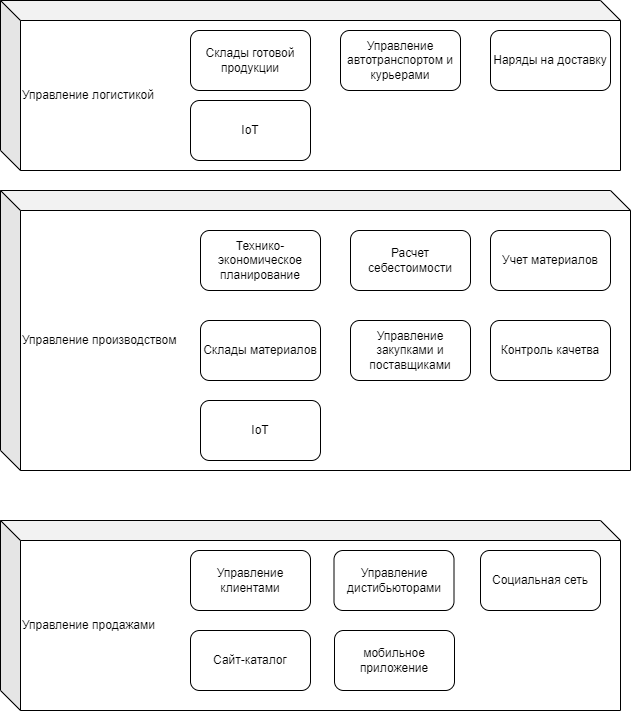 Управление логистикой
Склады готовой
продукции
Управление
автотранспортом и
курьерами
Наряды на доставку
IoT
Управление производством
Технико-
экономическое
планирование
Расчет
себестоимости
Учет материалов
Склады материалов
Управление
закупками и
поставщиками
Контроль качетва
IoT
Управление продажами
Управление
клиентами
Управление
дистибьюторами
Социальная сеть
Сайт-каталог
мобильное
приложение